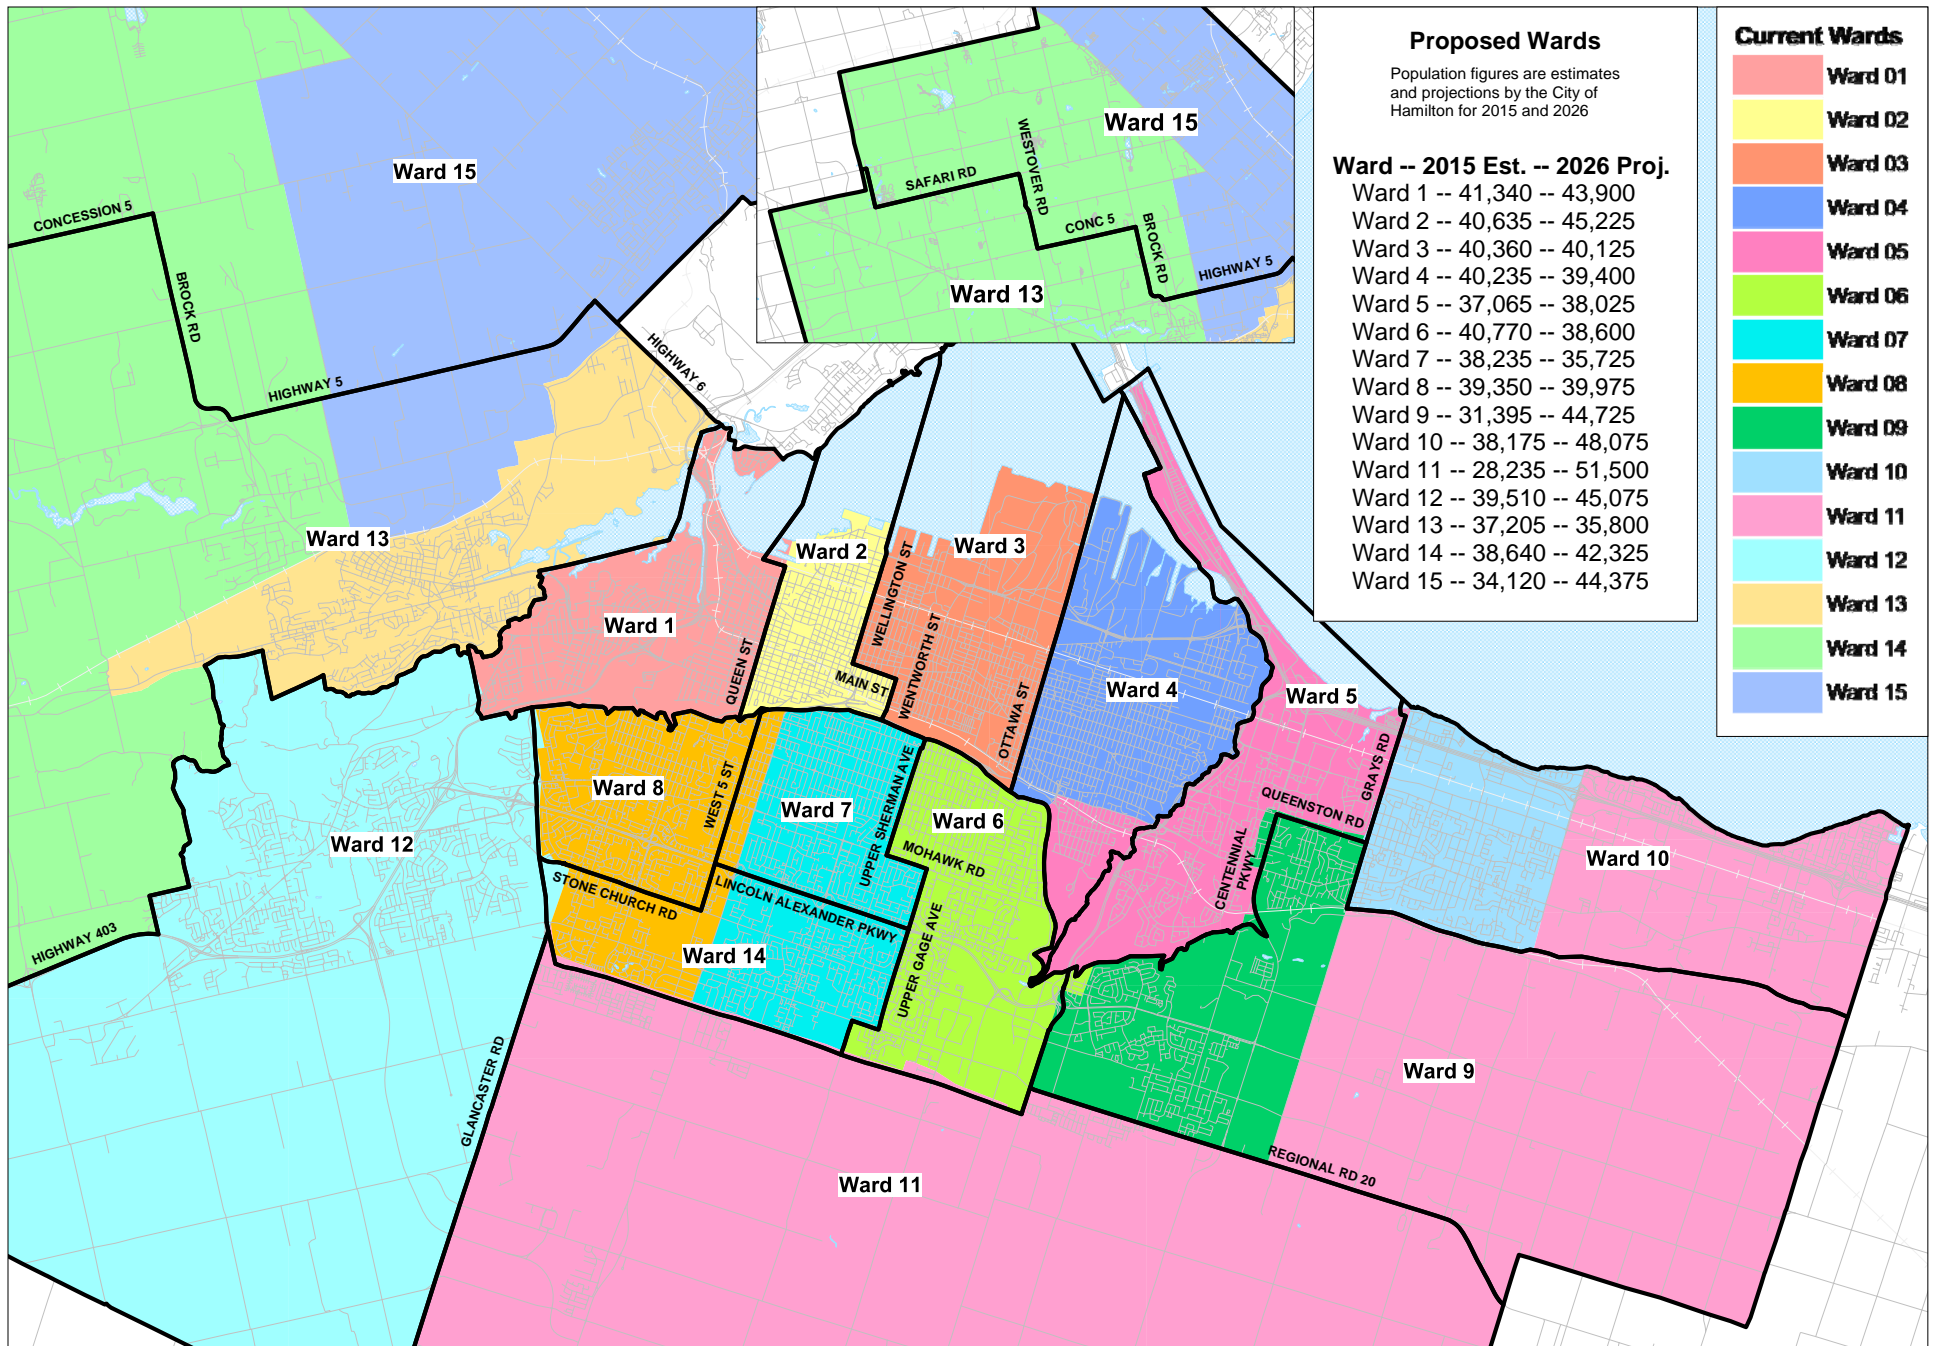 Proposed Wards
Population figures are estimates
and projections by the City of
Hamilton for 2015 and 2026
Ward -- 2015 Est. -- 2026 Proj.
Ward 1 -- 41,340 -- 43,900
Ward 2 -- 40,635 -- 45,225
Ward 3 -- 40,360 -- 40,125
Ward 4 -- 40,235 -- 39,400
Ward 5 -- 37,065 -- 38,025
Ward 6 -- 40,770 -- 38,600
Ward 7 -- 38,235 -- 35,725
Ward 8 -- 39,350 -- 39,975
Ward 9 -- 31,395 -- 44,725
Ward 10 -- 38,175 -- 48,075
Ward 11 -- 28,235 -- 51,500
Ward 12 -- 39,510 -- 45,075
Ward 13 -- 37,205 -- 35,800
Ward 14 -- 38,640 -- 42,325
Ward 15 -- 34,120 -- 44,375
Current Wards
Ward 01
Ward 02
Ward 03
Ward 04
Ward 05
Ward 06
Ward 07
Ward 08
Ward 09
Ward 10
Ward 11
Ward 12
Ward 13
Ward 14
Ward 15
Ward 15
SAFARI RD
WESTOVER RD
CONC 5
BROCK RD
HIGHWAY 5
Ward 13
Ward 15
CONCESSION 5
BROCK RD
HIGHWAY 5
HIGHWAY 6
Ward 13
Ward 1
QUEEN ST
Ward 2
MAIN ST
WELLINGTON ST
WENTWORTH ST
Ward 3
OTTAWA ST
Ward 4
Ward 5
GRAYS RD
QUEENSTON RD
CENTENNIAL
PKWY
Ward 8
WEST 5 ST
Ward 7
UPPER SHERMAN AVE
Ward 6
MOHAWK RD
Ward 12
STONE CHURCH RD
LINCOLN ALEXANDER PKWY
UPPER GAGE AVE
Ward 14
Ward 10
HIGHWAY 403
GLANCASTER RD
Ward 9
REGIONAL RD 20
Ward 11